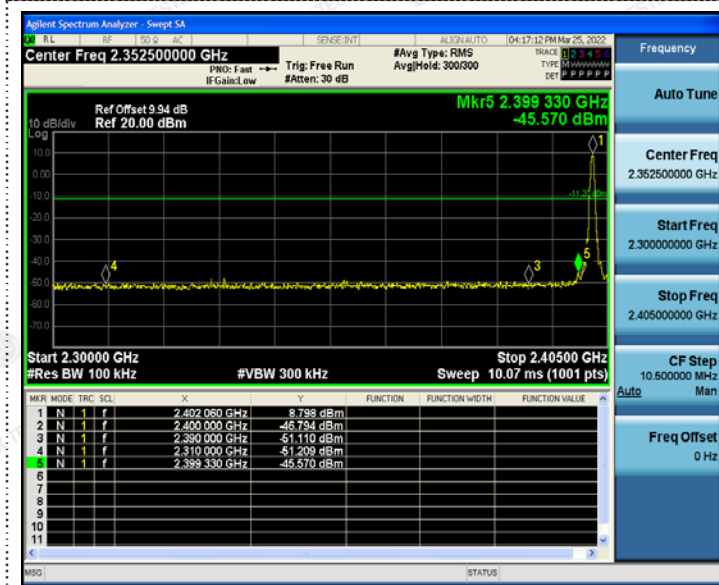 Agilent Spectrum Analyzer - Swept SA
RL RF 50 Ω AC SENSE:INT ALIGN AUTO 04:17:12 PM Mar 25, 2022
Center Freq 2.352500000 GHz
PNO: Fast
IFGain:Low
Trig: Free Run
#Atten: 30 dB
#Avg Type: RMS
Avg|Hold: 300/300
TRACE 1 2 3 4 5 6
TYPE M
DET P P P P P P
Frequency
Auto Tune
Center Freq
2.352500000 GHz
Start Freq
2.300000000 GHz
Stop Freq
2.405000000 GHz
CF Step
10.500000 MHz
Auto Man
Freq Offset
0 Hz
Mkr5 2.399 330 GHz
-45.570 dBm
Ref Offset 9.94 dB
10 dB/div Ref 20.00 dBm
Log
10.0
0.00
-10.0
-20.0
-30.0
-40.0
-50.0
-60.0
-70.0
1
4
3
5
Start 2.30000 GHz Stop 2.40500 GHz
#Res BW 100 kHz #VBW 300 kHz Sweep 10.07 ms (1001 pts)
MKR MODE TRC SCL X Y FUNCTION FUNCTION WIDTH FUNCTION VALUE
1 N 1 f 2.402 060 GHz 8.798 dBm
2 N 1 f 2.400 000 GHz -46.794 dBm
3 N 1 f 2.390 000 GHz -51.110 dBm
4 N 1 f 2.310 000 GHz -51.209 dBm
5 N 1 f 2.399 330 GHz -45.570 dBm
6
7
8
9
10
11
MSG STATUS